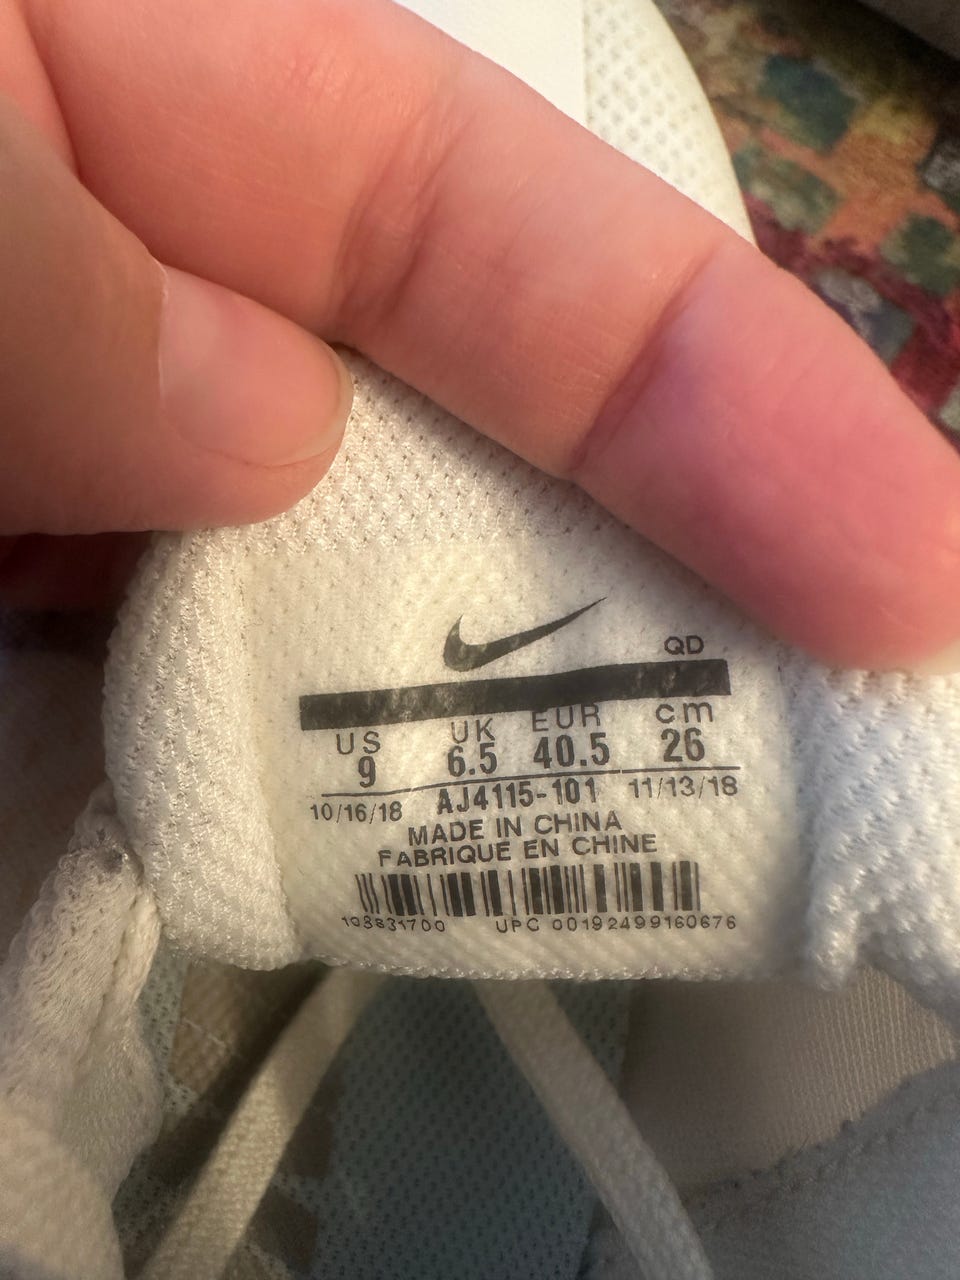 QD
US UK EUR cm
9 6.5 40.5 26
10/16/18 AJ4115-101 11/13/18
MADE IN CHINA
FABRIQUE EN CHINE
108831700 UPC 00192499160676